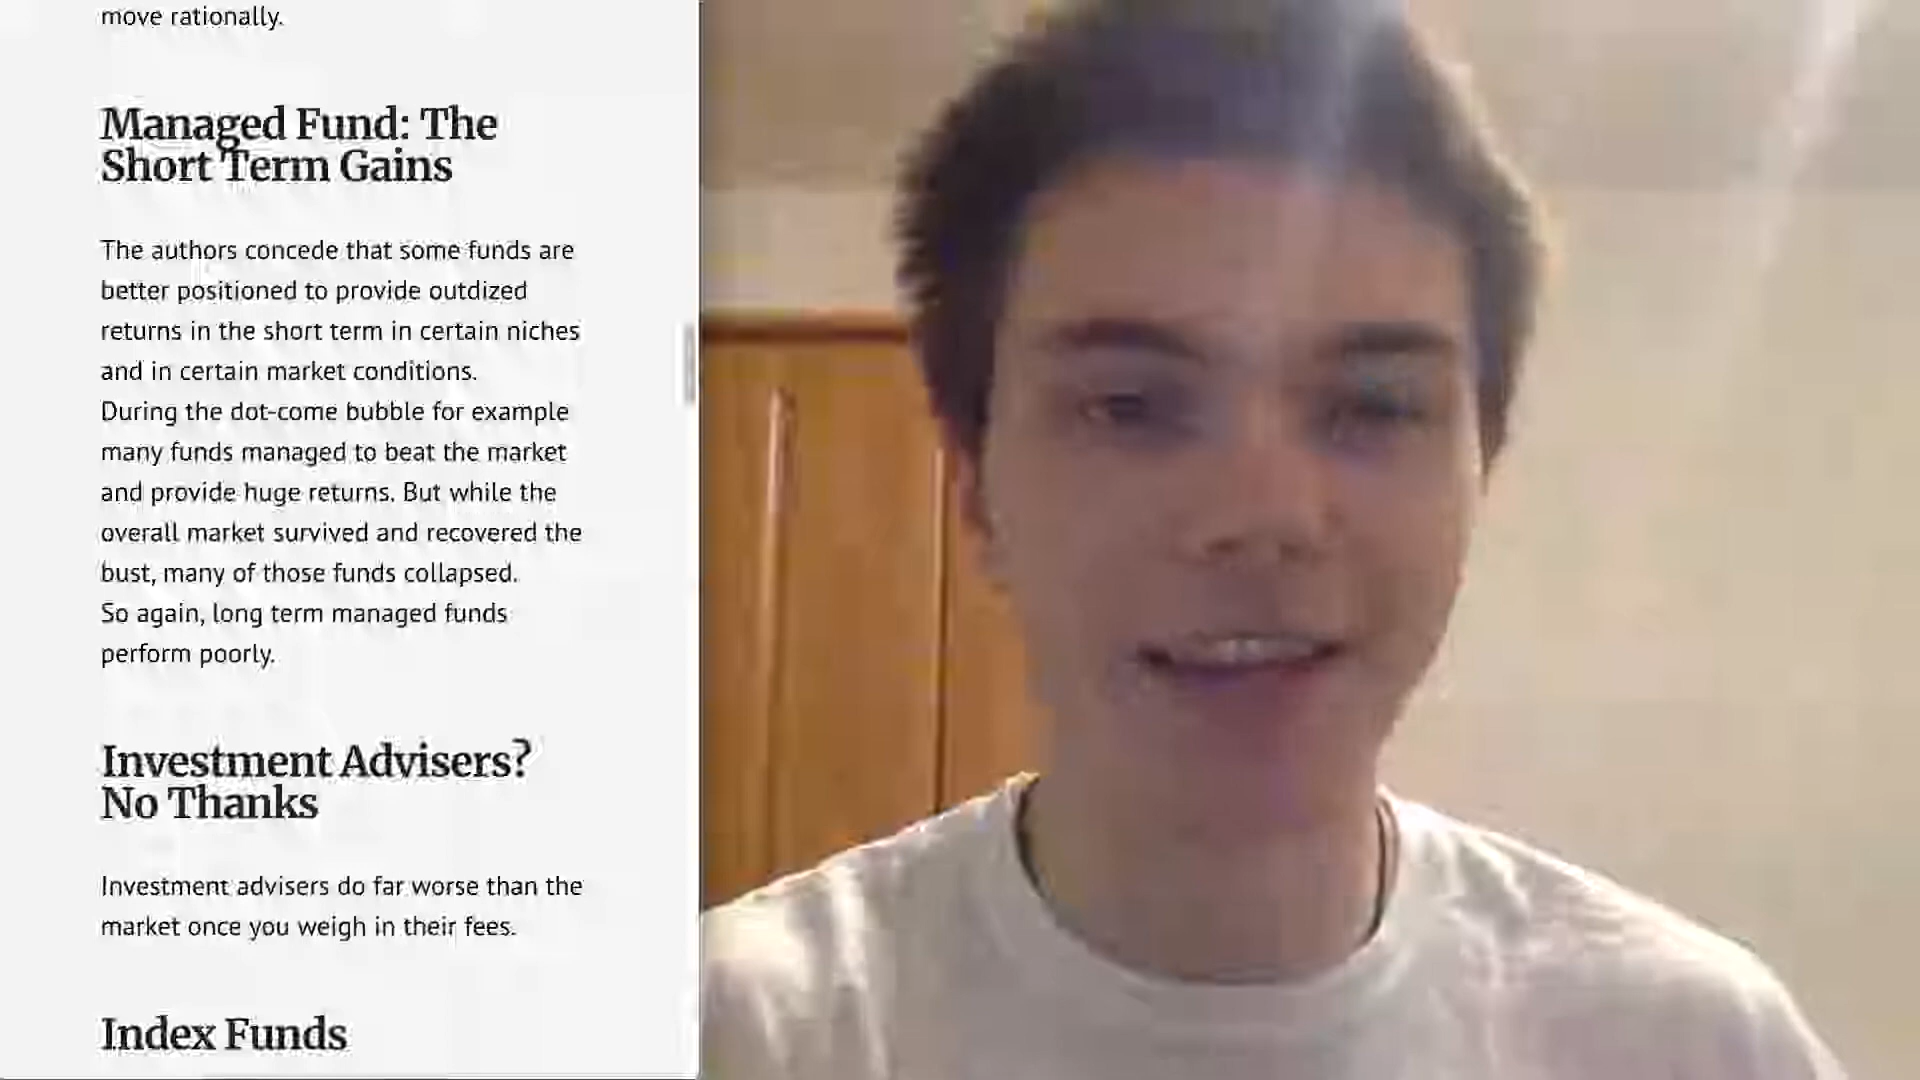 move rationally.
Managed Fund: The
Short Term Gains
The authors concede that some funds are
better positioned to provide outdized
returns in the short term in certain niches
and in certain market conditions.
During the dot-come bubble for example
many funds managed to beat the market
and provide huge returns. But while the
overall market survived and recovered the
bust, many of those funds collapsed.
So again, long term managed funds
perform poorly.
Investment Advisers?
No Thanks
Investment advisers do far worse than the
market once you weigh in their fees.
Index Funds